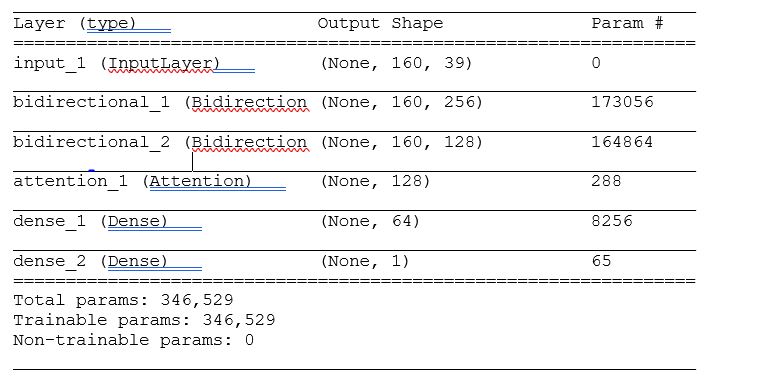 Layer (type) Output Shape Param #
=================================================================
input_1 (InputLayer) (None, 160, 39) 0
bidirectional_1 (Bidirection (None, 160, 256) 173056
bidirectional_2 (Bidirection (None, 160, 128) 164864
attention_1 (Attention) (None, 128) 288
dense_1 (Dense) (None, 64) 8256
dense_2 (Dense) (None, 1) 65
=================================================================
Total params: 346,529
Trainable params: 346,529
Non-trainable params: 0